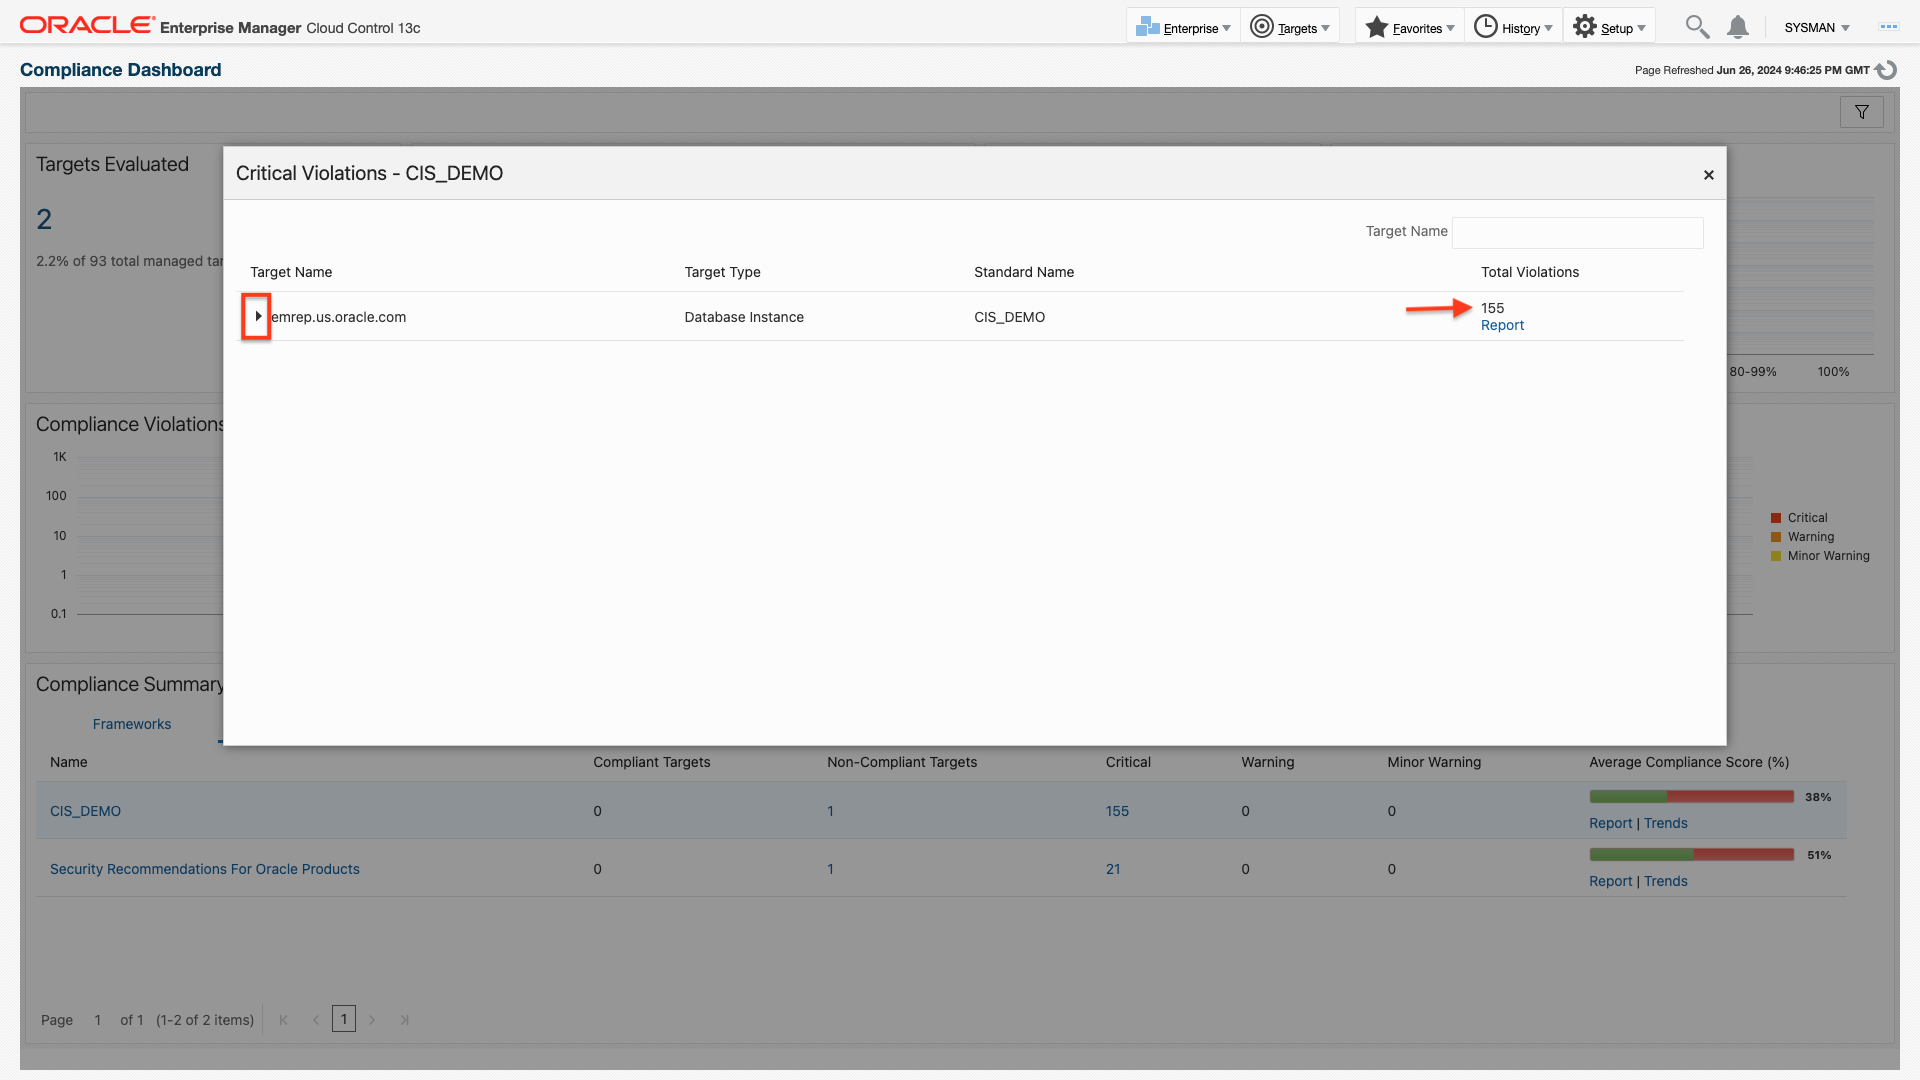 ORACLE Enterprise Manager Cloud Control 13c
Enterprise Targets Favorites History Setup SYSMAN
Compliance Dashboard
Page Refreshed Jun 26, 2024 9:46:25 PM GMT
Targets Evaluated
2
2.2% of 93 total managed tar
Critical Violations - CIS_DEMO
×
Target Name
Target Name Target Type Standard Name Total Violations
emrep.us.oracle.com Database Instance CIS_DEMO 155
Report
80-99% 100%
Compliance Violations
1K
100
10
1
0.1
Critical
Warning
Minor Warning
Compliance Summary
Frameworks
Name Compliant Targets Non-Compliant Targets Critical Warning Minor Warning Average Compliance Score (%)
CIS_DEMO 0 1 155 0 0 38%
Report | Trends
Security Recommendations For Oracle Products 0 1 21 0 0 51%
Report | Trends
Page 1 of 1 (1-2 of 2 items) 1